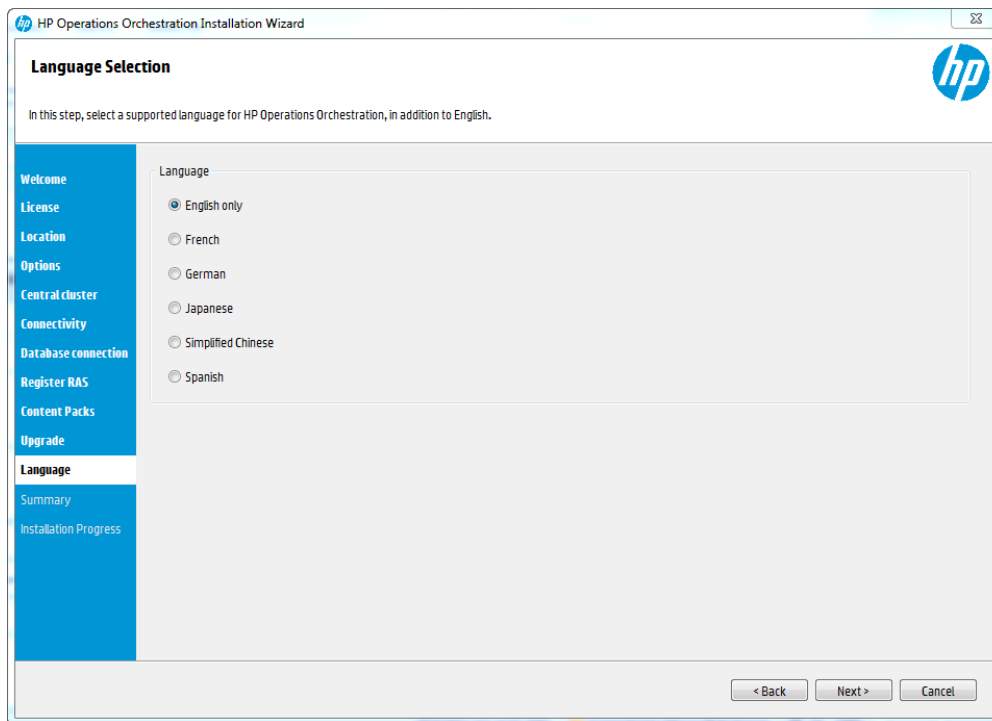 HP Operations Orchestration Installation Wizard
Language Selection
hp
In this step, select a supported language for HP Operations Orchestration, in addition to English.
Welcome
License
Location
Options
Central cluster
Connectivity
Database connection
Register RAS
Content Packs
Upgrade
Language
Summary
Installation Progress
Language
English only
French
German
Japanese
Simplified Chinese
Spanish
< Back
Next >
Cancel